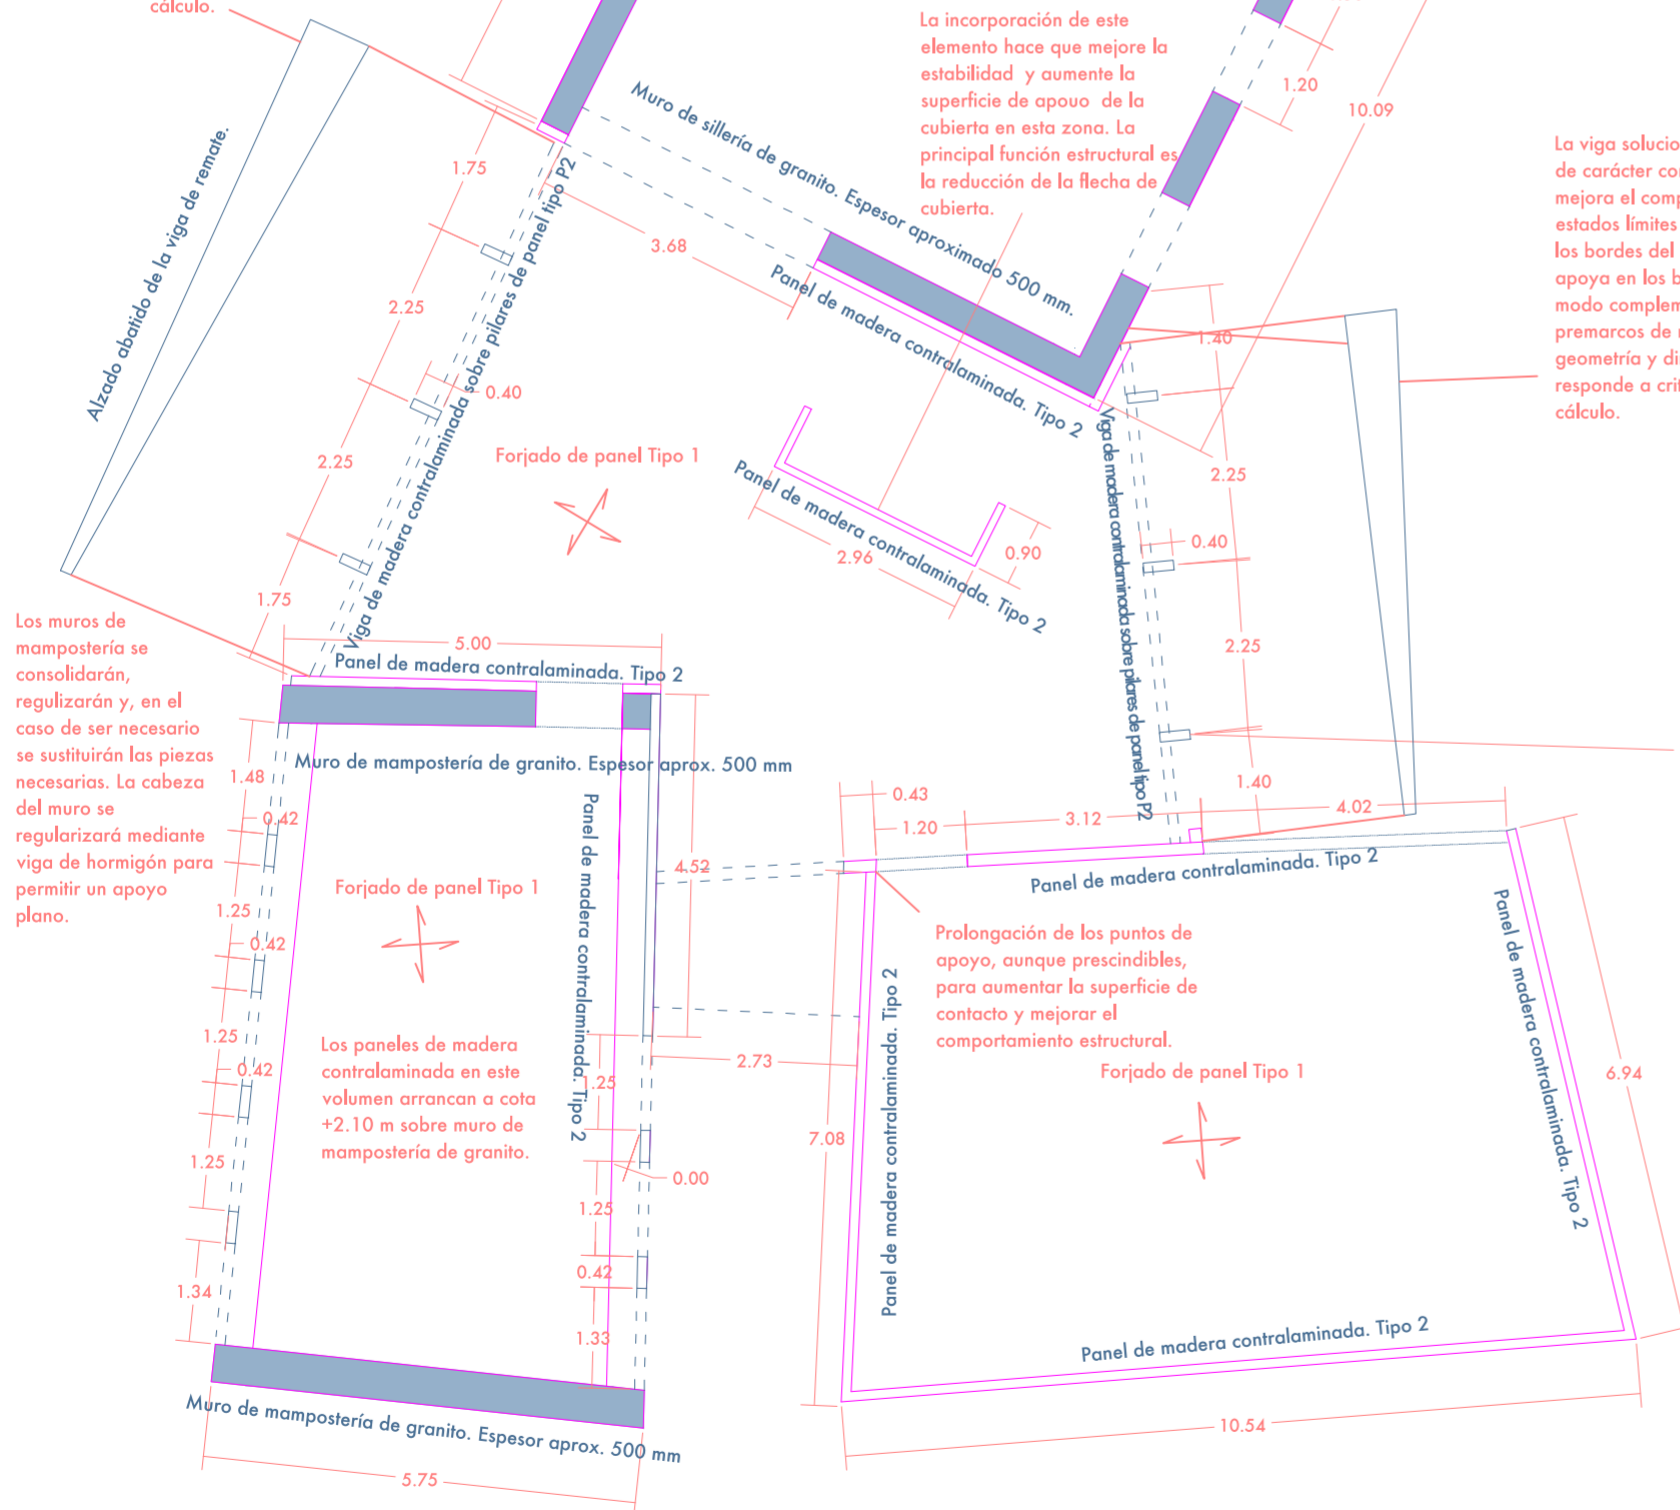 cálculo.
La incorporación de este
elemento hace que mejore la
estabilidad y aumente la
superficie de apouo de la
cubierta en esta zona. La
principal función estructural es
la reducción de la flecha de
cubierta.
1.20
10.09
Muro de sillería de granito. Espesor aproximado 500 mm.
La viga solucio
de carácter co
mejora el comp
estados límites
los bordes del
apoya en los b
modo complem
premarcos de
geometría y di
responde a crit
cálculo.
Alzado abatido de la viga de remate.
1.75
2.25
0.40
2.25
1.75
Viga de madera contralaminada sobre pilares de panel tipo P2
3.68
Panel de madera contralaminada. Tipo 2
Forjado de panel Tipo 1
Panel de madera contralaminada. Tipo 2
2.96
0.90
1.40
2.25
0.40
2.25
1.40
Viga de madera contralaminada sobre pilares de panel tipo P2
Los muros de
mampostería se
consolidarán,
regulizarán y, en el
caso de ser necesario
se sustituirán las piezas
necesarias. La cabeza
del muro se
regularizará mediante
viga de hormigón para
permitir un apoyo
plano.
5.00
Panel de madera contralaminada. Tipo 2
Muro de mampostería de granito. Espesor aprox. 500 mm
1.48
0.42
1.25
0.42
1.25
0.42
1.25
1.34
Forjado de panel Tipo 1
Los paneles de madera
contralaminada en este
volumen arrancan a cota
+2.10 m sobre muro de
mampostería de granito.
Panel de madera contralaminada. Tipo 2
4.52
1.25
0.00
1.25
0.42
1.33
2.73
Muro de mampostería de granito. Espesor aprox. 500 mm
5.75
0.43
1.20
3.12
4.02
Panel de madera contralaminada. Tipo 2
Prolongación de los puntos de
apoyo, aunque prescindibles,
para aumentar la superficie de
contacto y mejorar el
comportamiento estructural.
Forjado de panel Tipo 1
7.08
Panel de madera contralaminada. Tipo 2
Panel de madera contralaminada. Tipo 2
6.94
Panel de madera contralaminada. Tipo 2
10.54